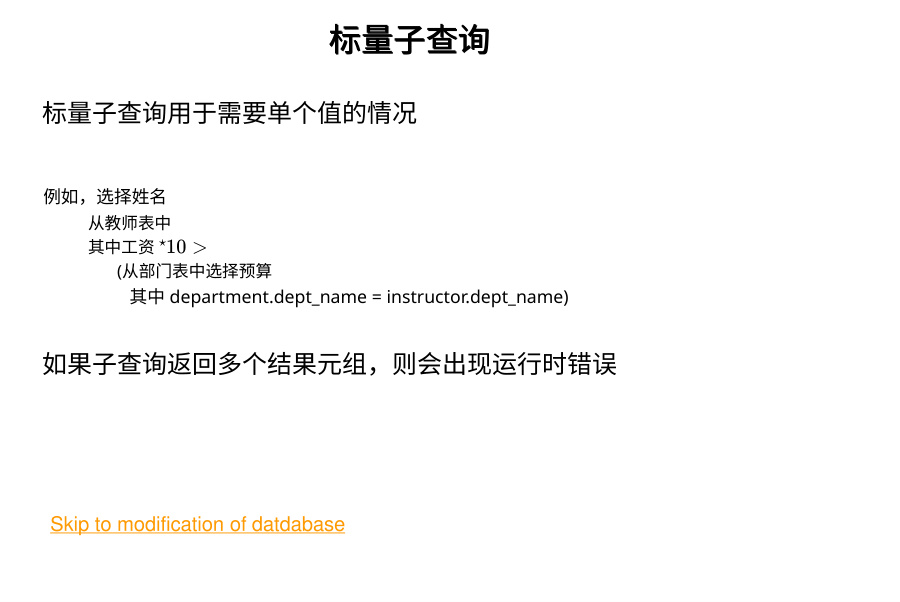 标量子查询
标量子查询用于需要单个值的情况
例如，选择姓名
从教师表中
其中工资 *10 >
(从部门表中选择预算
其中 department.dept_name = instructor.dept_name)
如果子查询返回多个结果元组，则会出现运行时错误
Skip to modification of datdabase